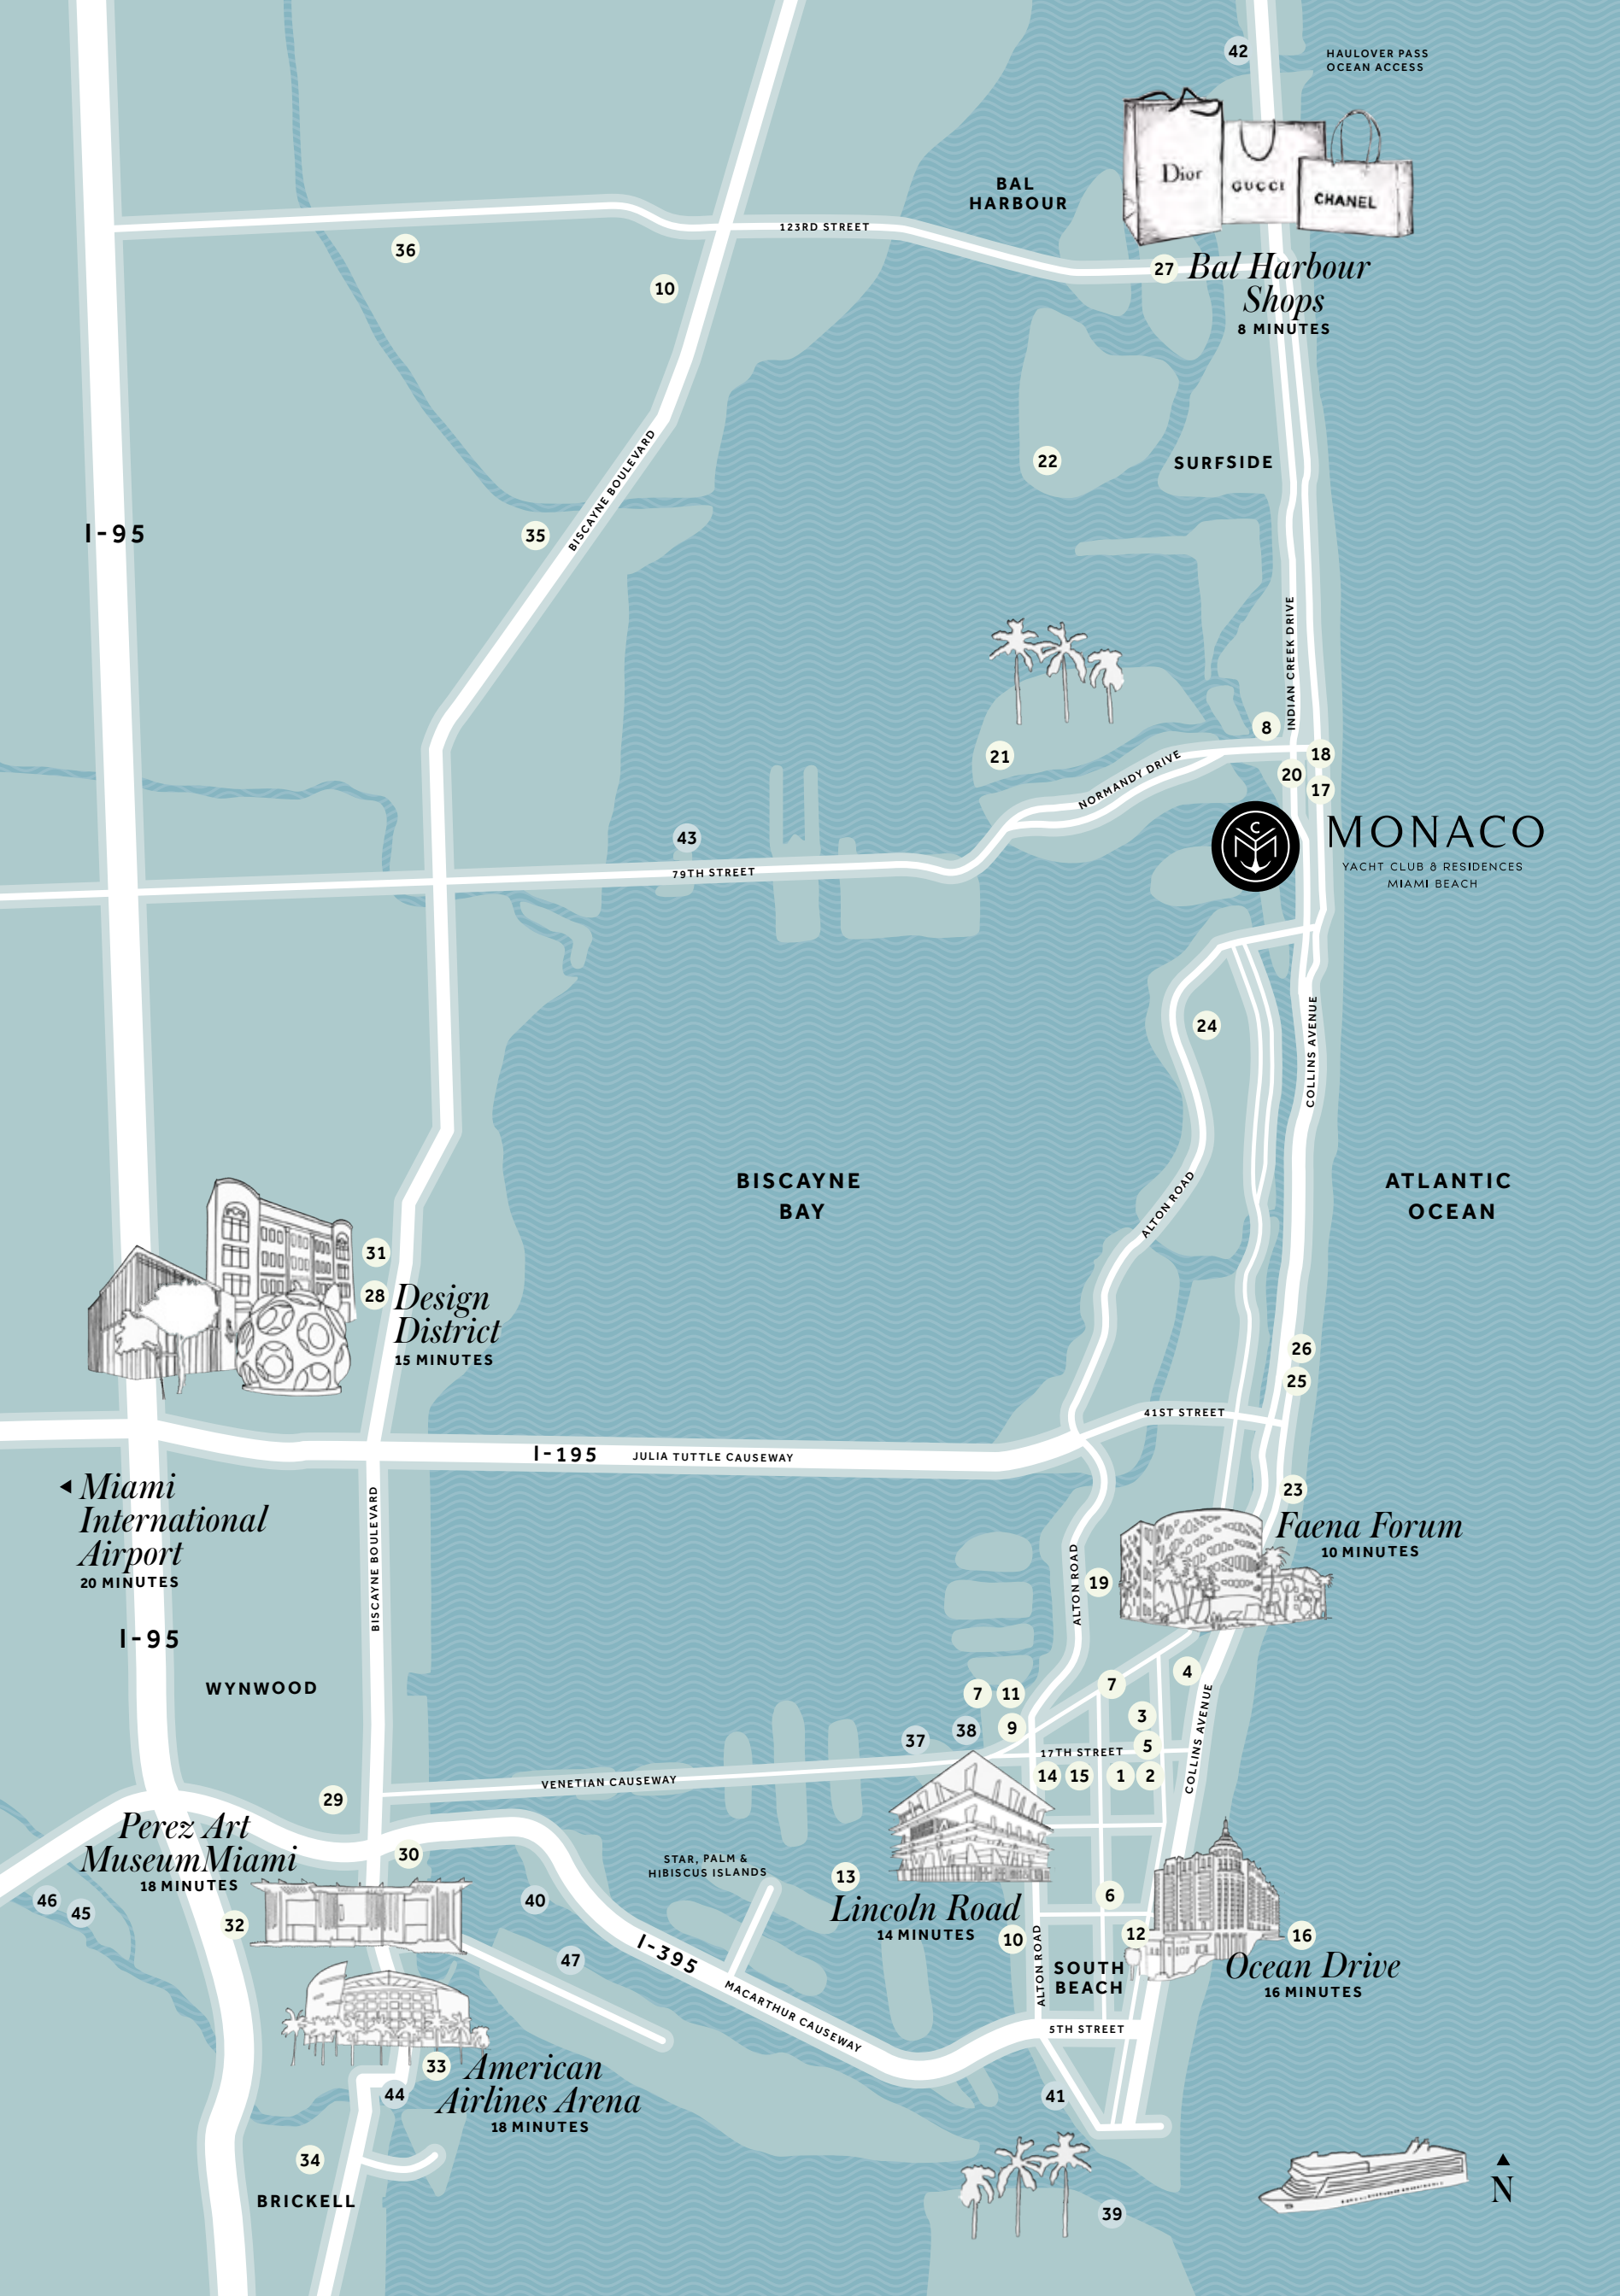 42
HAULOVER PASS
OCEAN ACCESS
Dior
GUCCI
CHANEL
BAL
HARBOUR
123RD STREET
36
27
Bal Harbour
Shops
8 MINUTES
10
BISCAYNE BOULEVARD
22
SURFSIDE
I-95
35
INDIAN CREEK DRIVE
8
18
21
NORMANDY DRIVE
20
17
MONACO
YACHT CLUB & RESIDENCES
MIAMI BEACH
43
79TH STREET
24
COLLINS AVENUE
BISCAYNE
BAY
ALTON ROAD
ATLANTIC
OCEAN
31
28
Design
District
15 MINUTES
26
25
41ST STREET
I-195
JULIA TUTTLE CAUSEWAY
Miami
International
Airport
20 MINUTES
BISCAYNE BOULEVARD
23
Faena Forum
10 MINUTES
ALTON ROAD
19
I-95
WYNWOOD
4
7
11
7
3
COLLINS AVENUE
37
38
9
5
17TH STREET
14
15
1
2
VENETIAN CAUSEWAY
29
Perez Art
MuseumMiami
18 MINUTES
30
STAR, PALM &
HIBISCUS ISLANDS
13
46
45
32
40
Lincoln Road
14 MINUTES
6
10
12
16
Ocean Drive
16 MINUTES
47
I-395
MACARTHUR CAUSEWAY
ALTON ROAD
SOUTH
BEACH
5TH STREET
33
American
Airlines Arena
18 MINUTES
44
41
34
BRICKELL
39
N